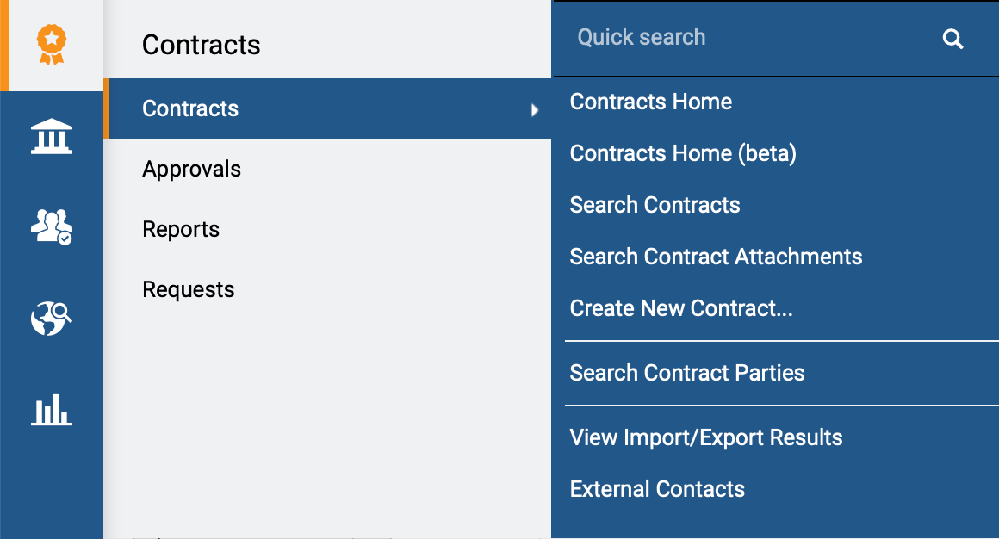 Contracts
Contracts
Approvals
Reports
Requests
Quick search
Contracts Home
Contracts Home (beta)
Search Contracts
Search Contract Attachments
Create New Contract...
Search Contract Parties
View Import/Export Results
External Contacts